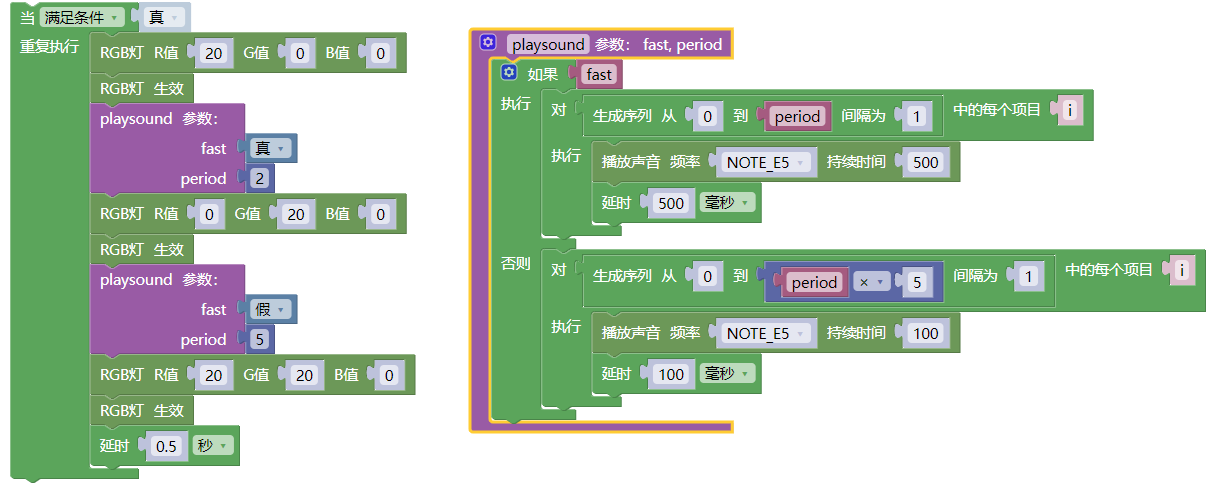 当 满足条件 真
重复执行 RGB灯 R值 20 G值 0 B值 0
RGB灯 生效
playsound 参数：
fast 真
period 2
RGB灯 R值 0 G值 20 B值 0
RGB灯 生效
playsound 参数：
fast 假
period 5
RGB灯 R值 20 G值 20 B值 0
RGB灯 生效
延时 0.5 秒
playsound 参数： fast, period
如果 fast
执行 对 生成序列 从 0 到 period 间隔为 1 中的每个项目 i
执行 播放声音 频率 NOTE_E5 持续时间 500
延时 500 毫秒
否则 对 生成序列 从 0 到 period × 5 间隔为 1 中的每个项目 i
执行 播放声音 频率 NOTE_E5 持续时间 100
延时 100 毫秒